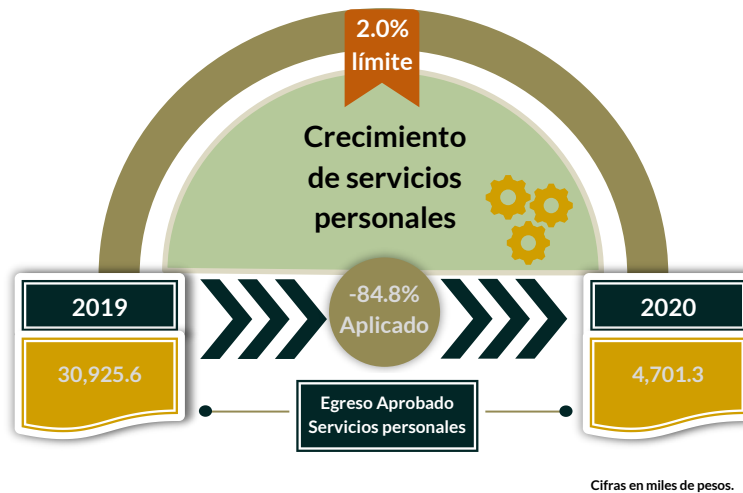 2.0%
límite
Crecimiento
de servicios
personales
-84.8%
Aplicado
2019
2020
30,925.6
4,701.3
Egreso Aprobado
Servicios personales
Cifras en miles de pesos.